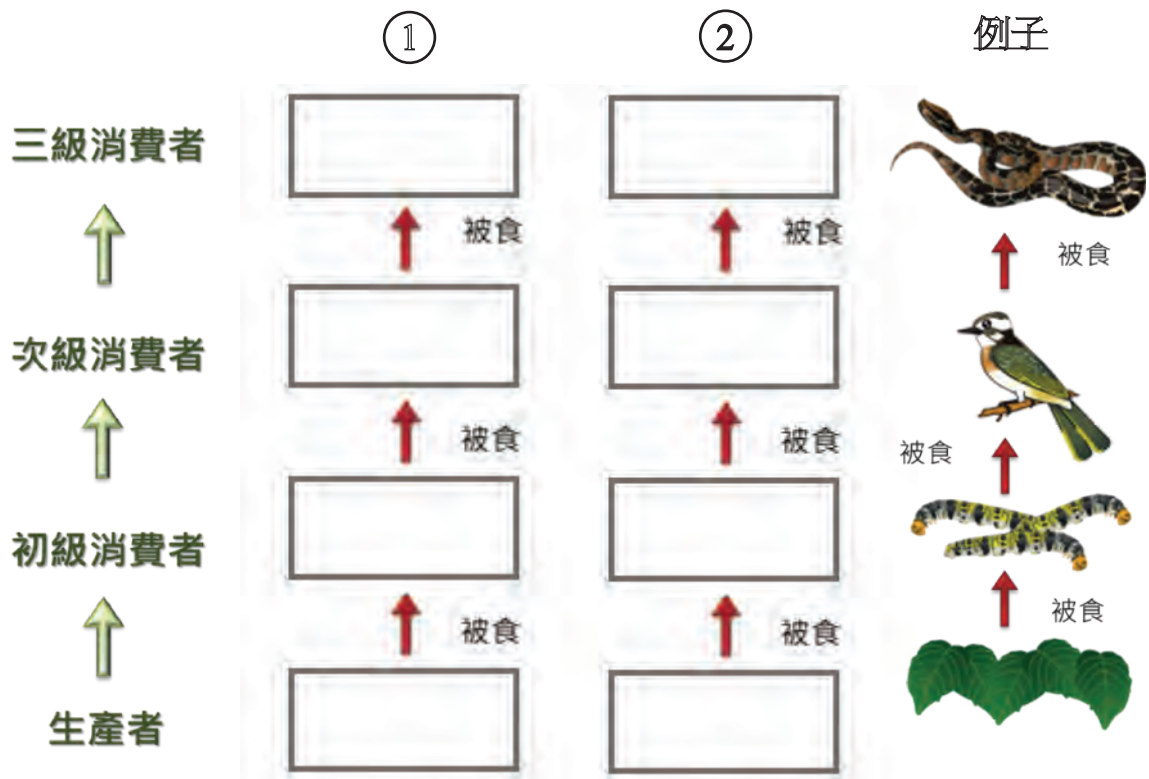 ① ② 例子
三級消費者
被食 被食 被食
次級消費者
被食 被食 被食
初級消費者
被食 被食 被食
生產者